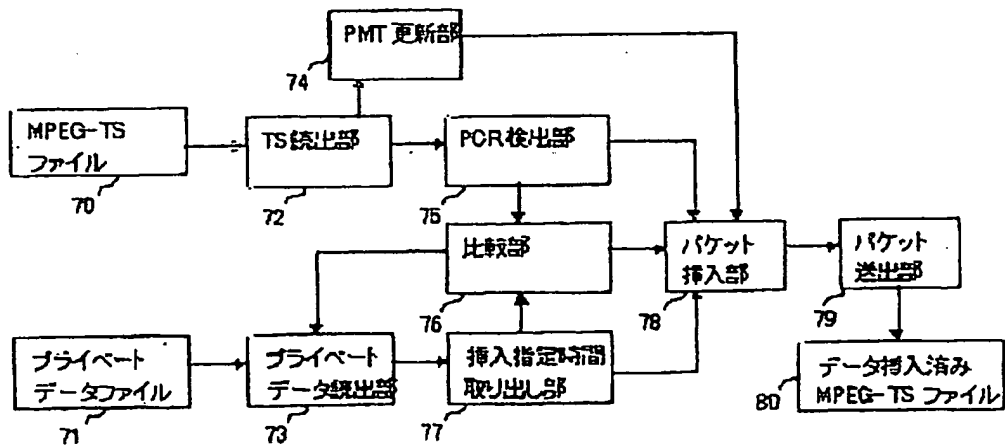 PMT 更新部
74
MPEG-TS
ファイル
70
TS 読出部
72
PCR 検出部
75
比較部
76
パケット
挿入部
78
パケット
送出部
79
プライベート
データファイル
71
プライベート
データ読出部
73
挿入指定時間
取り出し部
77
データ挿入済み
MPEG-TS ファイル
80